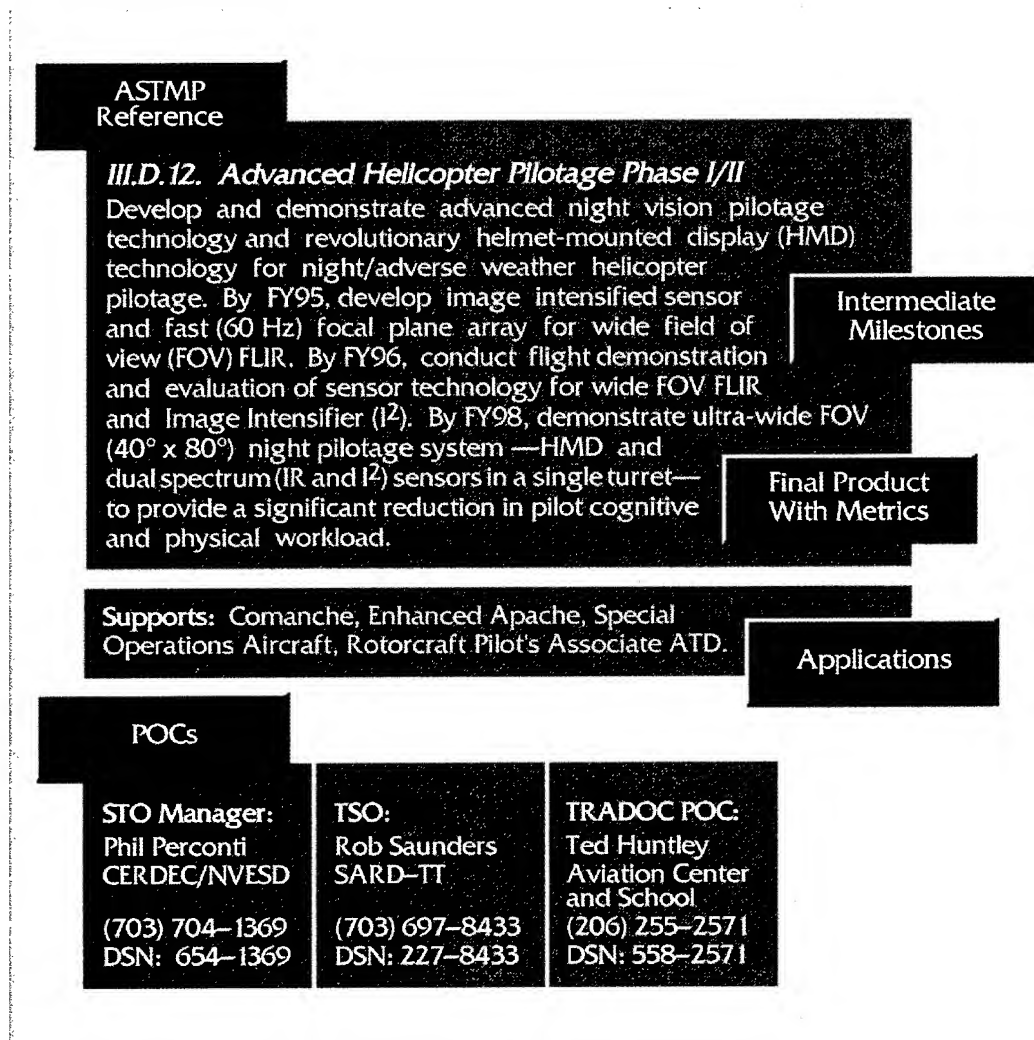 ASTMP
Reference
III.D.12. Advanced Helicopter Pilotage Phase I/II
Develop and demonstrate advanced night vision pilotage
technology and revolutionary helmet-mounted display (HMD)
technology for night/adverse weather helicopter
pilotage. By FY95, develop image intensified sensor
and fast (60 Hz) focal plane array for wide field of
view (FOV) FLIR. By FY96, conduct flight demonstration
and evaluation of sensor technology for wide FOV FLIR
and Image Intensifier (I²). By FY98, demonstrate ultra-wide FOV
(40° x 80°) night pilotage system —HMD and
dual spectrum (IR and I²) sensors in a single turret—
to provide a significant reduction in pilot cognitive
and physical workload.
Intermediate
Milestones
Final Product
With Metrics
Supports: Comanche, Enhanced Apache, Special
Operations Aircraft, Rotorcraft Pilot's Associate ATD.
Applications
POCs
STO Manager:
Phil Perconti
CERDEC/NVESD
(703) 704–1369
DSN: 654–1369
TSO:
Rob Saunders
SARD–TT
(703) 697–8433
DSN: 227–8433
TRADOC POC:
Ted Huntley
Aviation Center
and School
(206) 255–2571
DSN: 558–2571